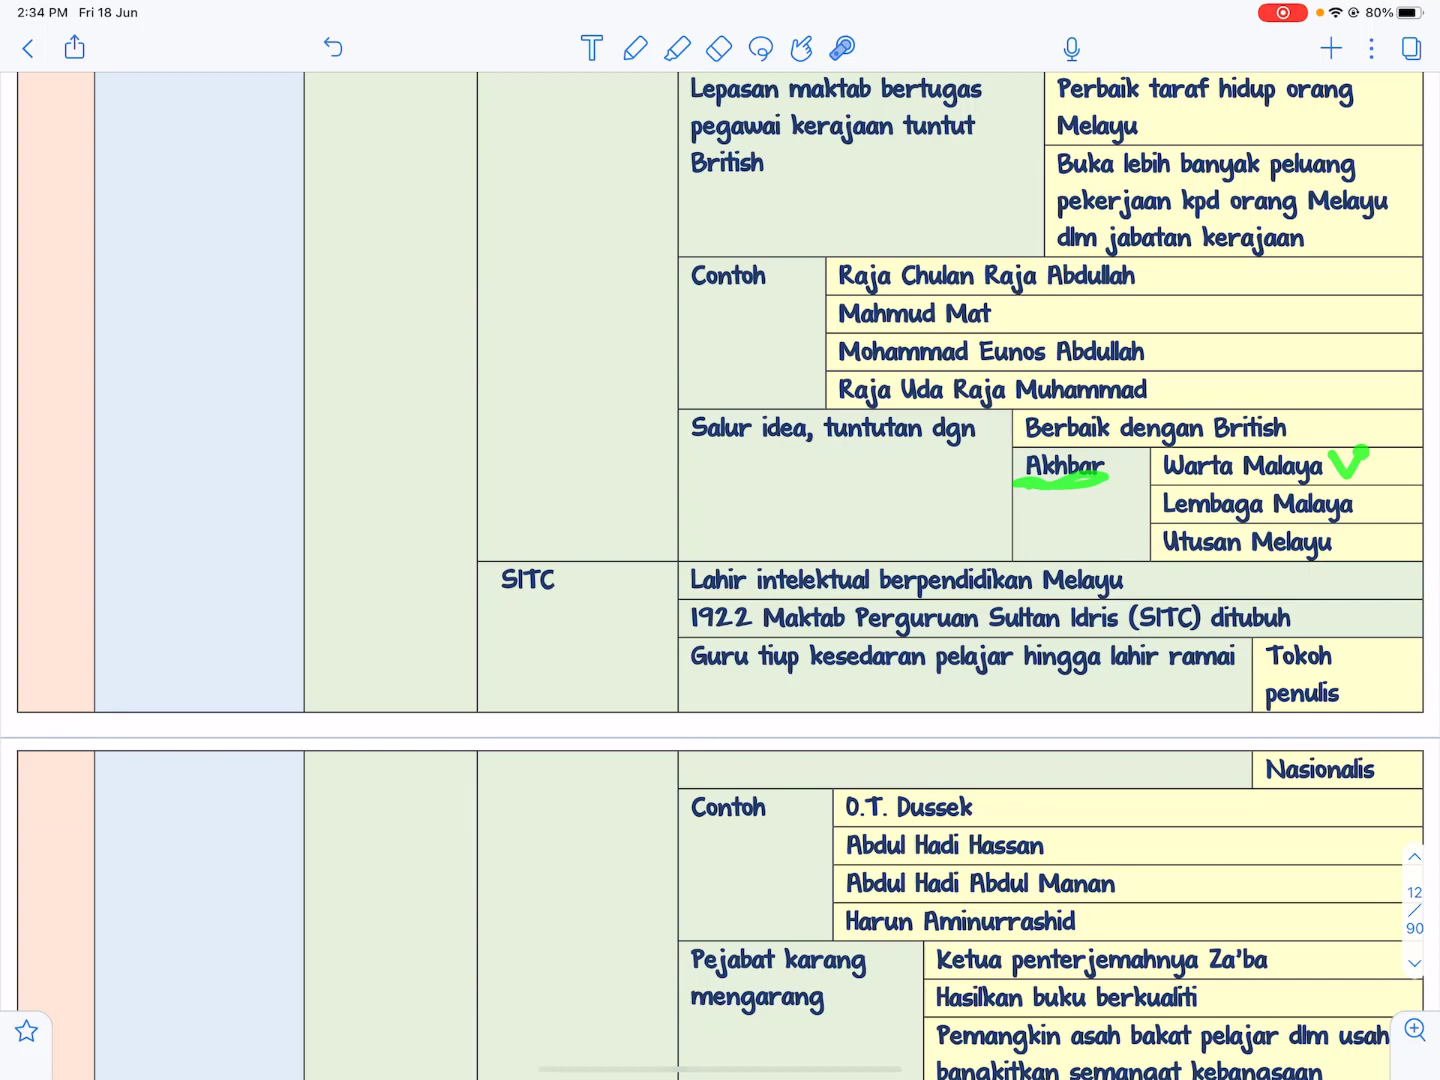 2:34 PM Fri 18 Jun
80%
Lepasan maktab bertugas
pegawai kerajaan tuntut
British
Perbaik taraf hidup orang
Melayu
Buka lebih banyak peluang
pekerjaan kpd orang Melayu
dlm jabatan kerajaan
Contoh
Raja Chulan Raja Abdullah
Mahmud Mat
Mohammad Eunos Abdullah
Raja Uda Raja Muhammad
Salur idea, tuntutan dgn
Berbaik dengan British
Akhbar
Warta Malaya
Lembaga Malaya
Utusan Melayu
SITC
Lahir intelektual berpendidikan Melayu
1922 Maktab Perguruan Sultan Idris (SITC) ditubuh
Guru tiup kesedaran pelajar hingga lahir ramai
Tokoh
penulis
Nasionalis
Contoh
O.T. Dussek
Abdul Hadi Hassan
Abdul Hadi Abdul Manan
Harun Aminurrashid
12
/
90
Pejabat karang
mengarang
Ketua penterjemahnya Za'ba
Hasilkan buku berkualiti
Pemangkin asah bakat pelajar dlm usah
bangkitkan semangat kebangsaan